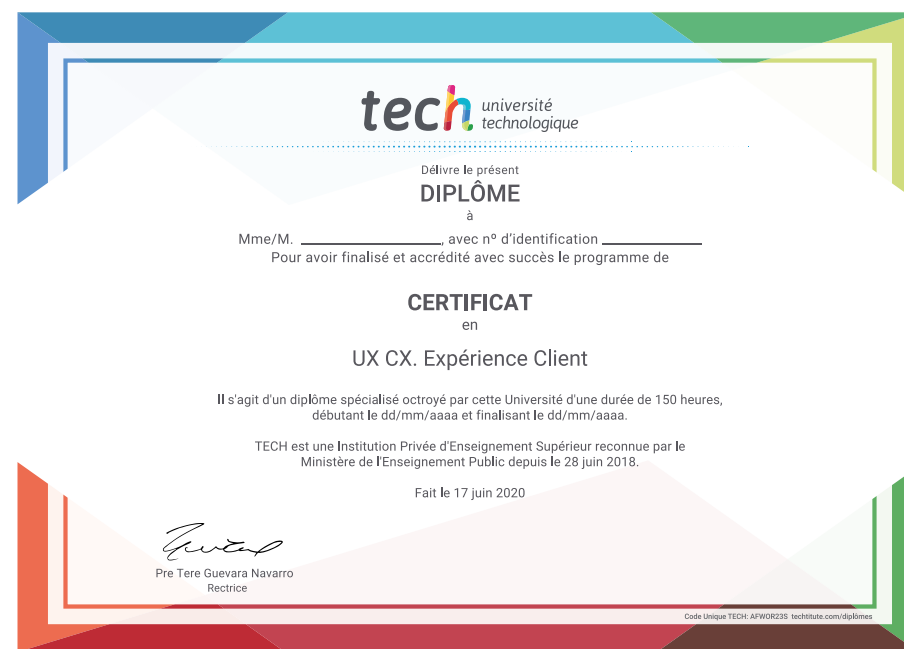 tech université
technologique
Délivre le présent
DIPLÔME
à
Mme/M. ____________________, avec nº d'identification ______________
Pour avoir finalisé et accrédité avec succès le programme de
CERTIFICAT
en
UX CX. Expérience Client
Il s'agit d'un diplôme spécialisé octroyé par cette Université d'une durée de 150 heures,
débutant le dd/mm/aaaa et finalisant le dd/mm/aaaa.
TECH est une Institution Privée d'Enseignement Supérieur reconnue par le
Ministère de l'Enseignement Public depuis le 28 juin 2018.
Fait le 17 juin 2020
Pre Tere Guevara Navarro
Rectrice
Code Unique TECH: AFWOR23S techtitute.com/diplômes